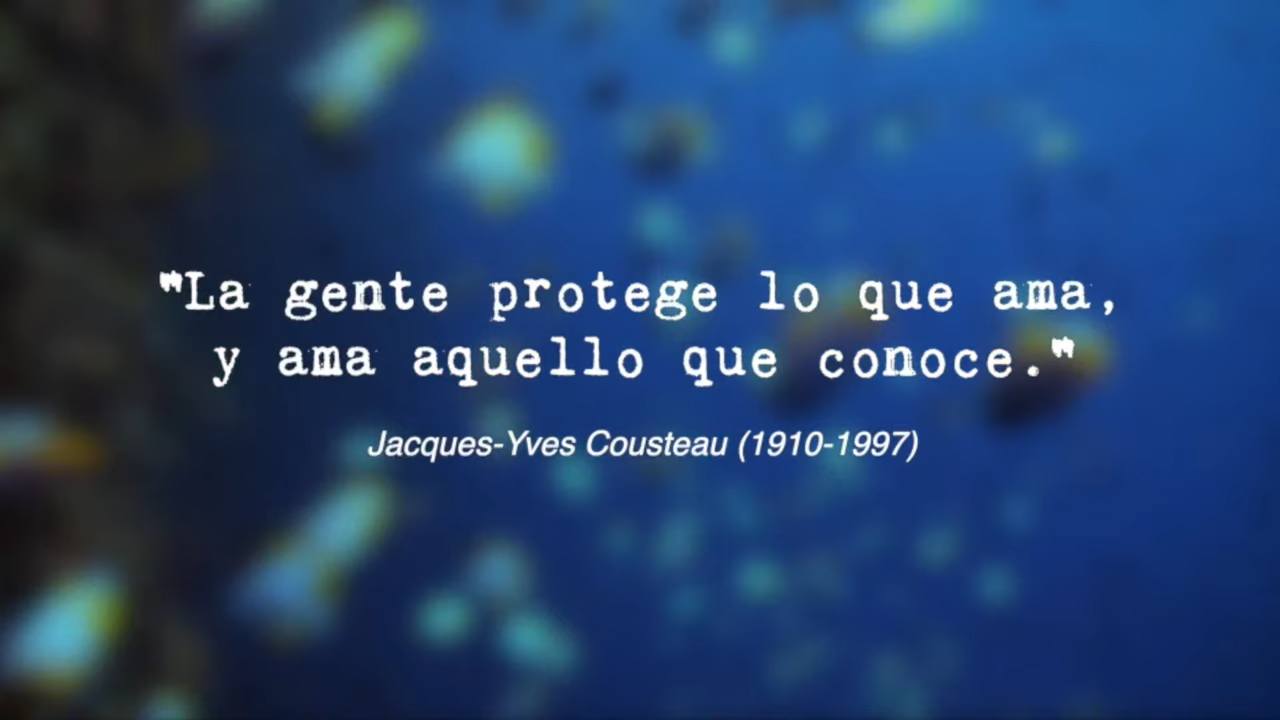 "La gente protege lo que ama,
y ama aquello que conoce."
Jacques-Yves Cousteau (1910-1997)